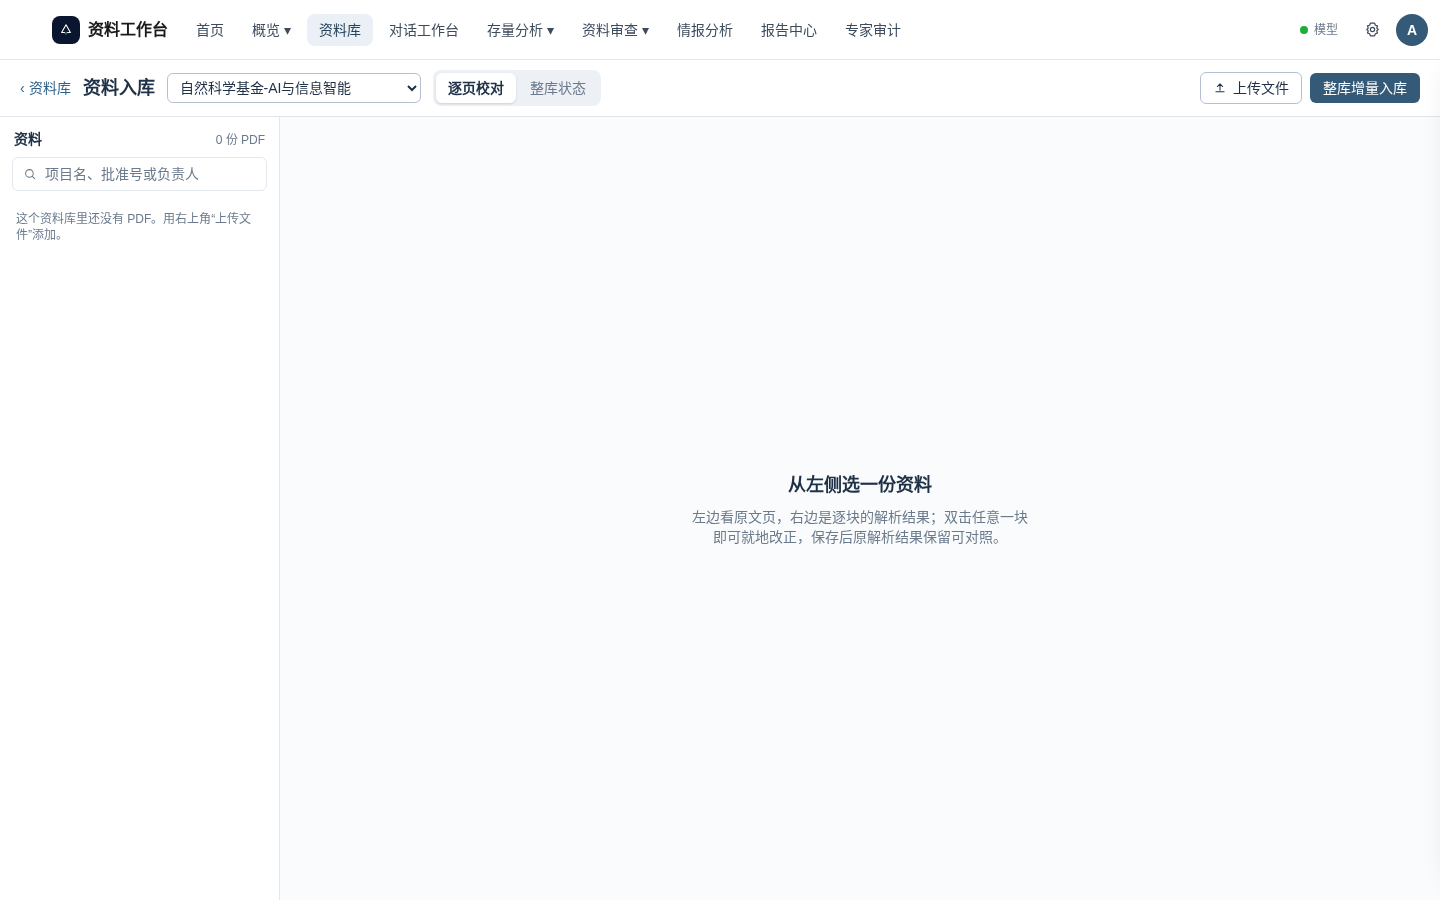 资料工作台 首页 概览 ▾ 资料库 对话工作台 存量分析 ▾ 资料审查 ▾ 情报分析 报告中心 专家审计 模型 A
‹ 资料库 资料入库 自然科学基金-AI与信息智能 逐页校对 整库状态 上传文件 整库增量入库
资料 0 份 PDF
项目名、批准号或负责人
这个资料库里还没有 PDF。用右上角“上传文
件”添加。
从左侧选一份资料
左边看原文页，右边是逐块的解析结果；双击任意一块
即可就地改正，保存后原解析结果保留可对照。